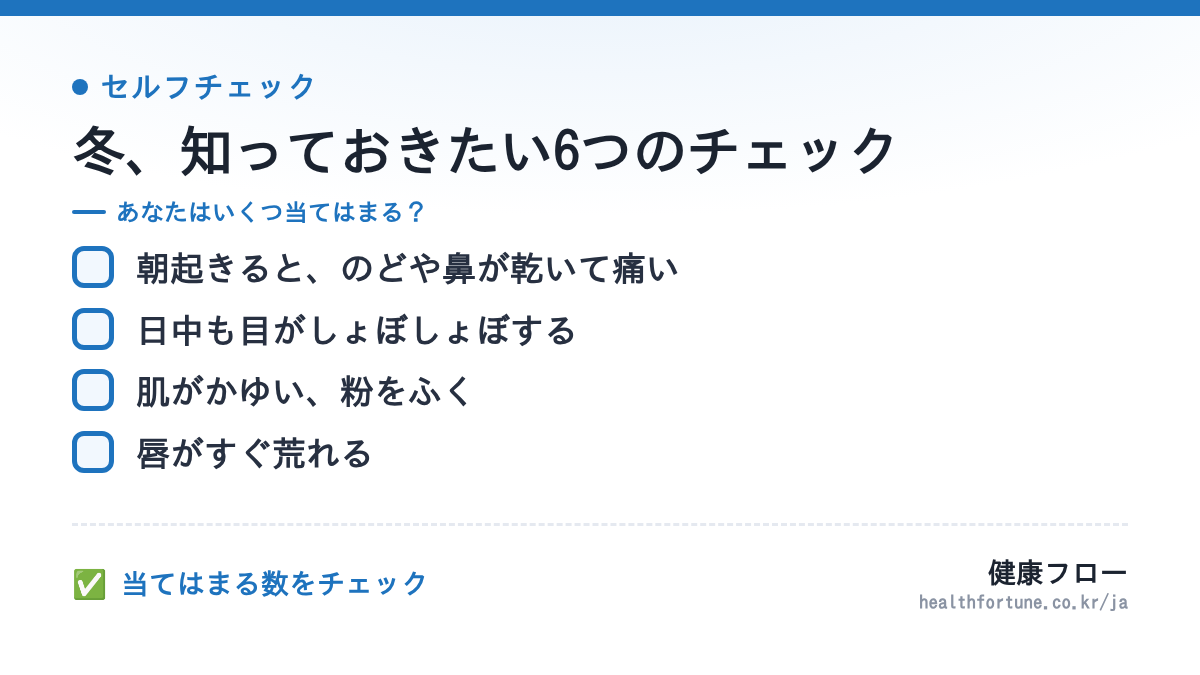 セルフチェック
冬、知っておきたい6つのチェック
あなたはいくつ当てはまる？
朝起きると、のどや鼻が乾いて痛い
日中も目がしょぼしょぼする
肌がかゆい、粉をふく
唇がすぐ荒れる
✅ 当てはまる数をチェック
健康フロー
healthfortune.co.kr/ja